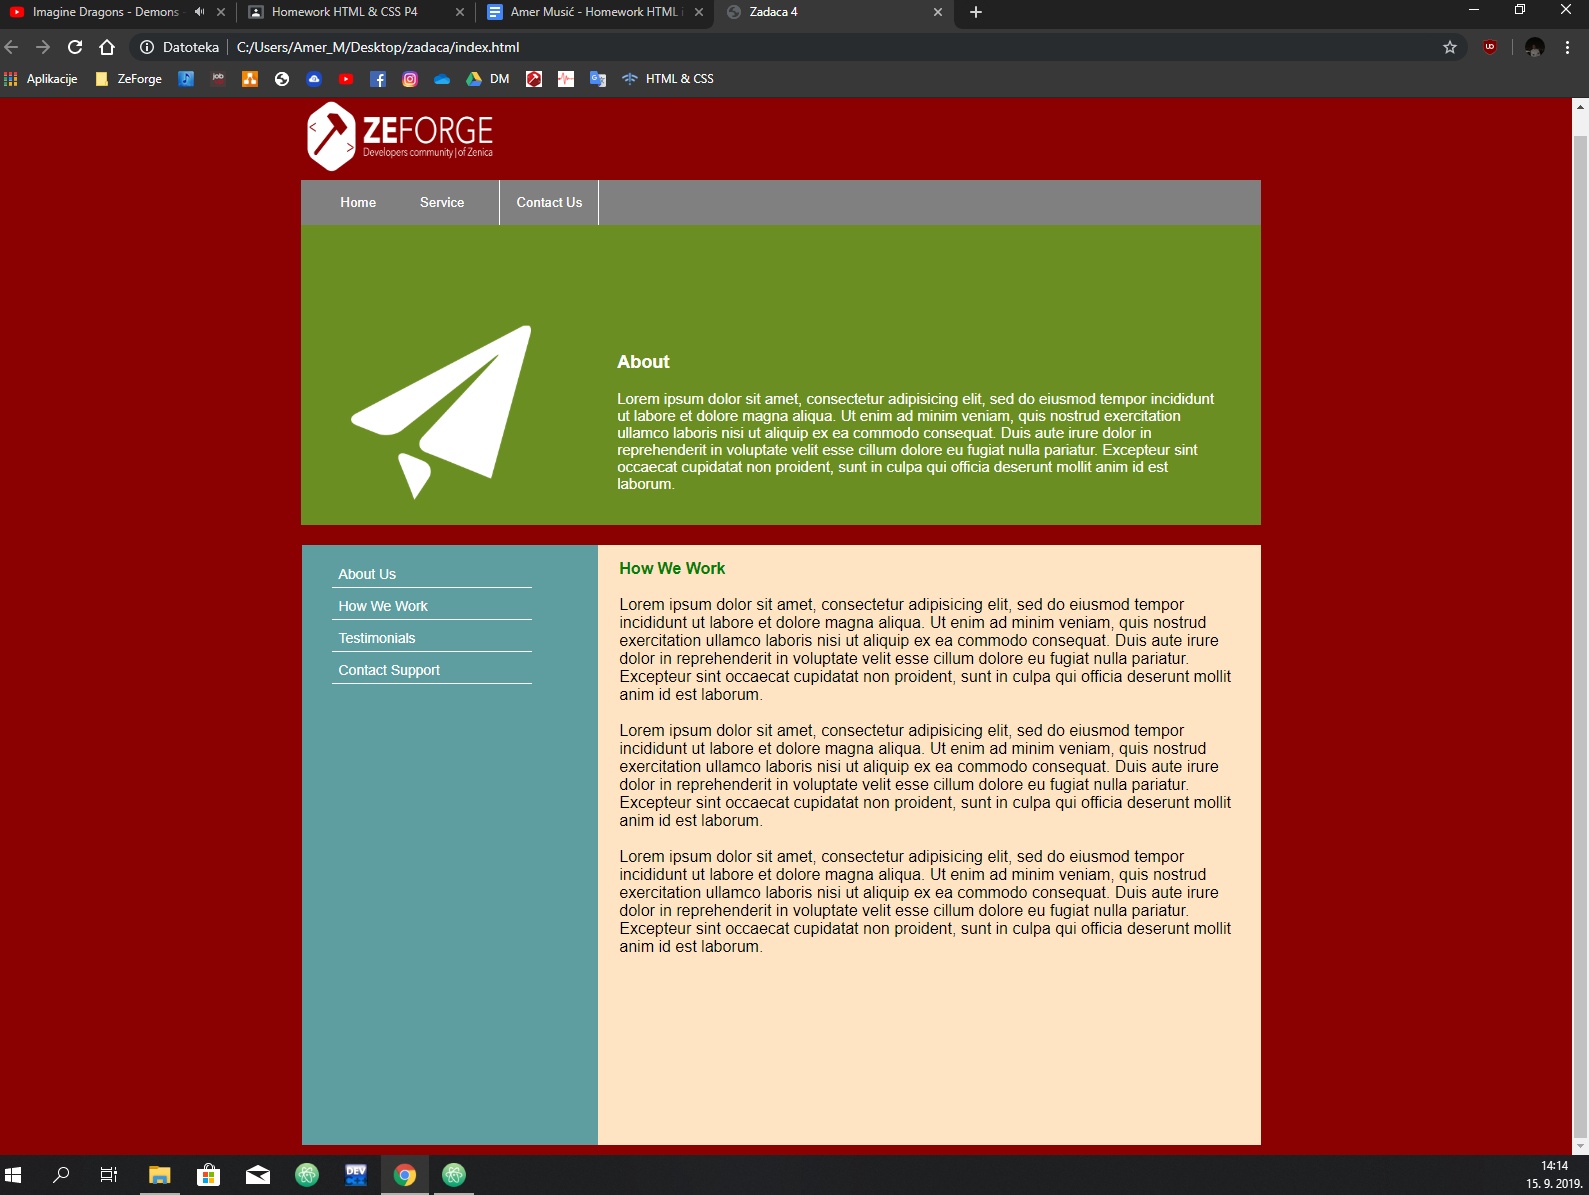 Imagine Dragons - Demons
Homework HTML & CSS P4
Amer Musić - Homework HTML i
Zadaca 4
Datoteka
C:/Users/Amer_M/Desktop/zadaca/index.html
Aplikacije
ZeForge
job
DM
HTML & CSS
ZEFORGE
Developers community | of Zenica
Home
Service
Contact Us
About
Lorem ipsum dolor sit amet, consectetur adipisicing elit, sed do eiusmod tempor incididunt
ut labore et dolore magna aliqua. Ut enim ad minim veniam, quis nostrud exercitation
ullamco laboris nisi ut aliquip ex ea commodo consequat. Duis aute irure dolor in
reprehenderit in voluptate velit esse cillum dolore eu fugiat nulla pariatur. Excepteur sint
occaecat cupidatat non proident, sunt in culpa qui officia deserunt mollit anim id est
laborum.
About Us
How We Work
Testimonials
Contact Support
How We Work
Lorem ipsum dolor sit amet, consectetur adipisicing elit, sed do eiusmod tempor
incididunt ut labore et dolore magna aliqua. Ut enim ad minim veniam, quis nostrud
exercitation ullamco laboris nisi ut aliquip ex ea commodo consequat. Duis aute irure
dolor in reprehenderit in voluptate velit esse cillum dolore eu fugiat nulla pariatur.
Excepteur sint occaecat cupidatat non proident, sunt in culpa qui officia deserunt mollit
anim id est laborum.
Lorem ipsum dolor sit amet, consectetur adipisicing elit, sed do eiusmod tempor
incididunt ut labore et dolore magna aliqua. Ut enim ad minim veniam, quis nostrud
exercitation ullamco laboris nisi ut aliquip ex ea commodo consequat. Duis aute irure
dolor in reprehenderit in voluptate velit esse cillum dolore eu fugiat nulla pariatur.
Excepteur sint occaecat cupidatat non proident, sunt in culpa qui officia deserunt mollit
anim id est laborum.
Lorem ipsum dolor sit amet, consectetur adipisicing elit, sed do eiusmod tempor
incididunt ut labore et dolore magna aliqua. Ut enim ad minim veniam, quis nostrud
exercitation ullamco laboris nisi ut aliquip ex ea commodo consequat. Duis aute irure
dolor in reprehenderit in voluptate velit esse cillum dolore eu fugiat nulla pariatur.
Excepteur sint occaecat cupidatat non proident, sunt in culpa qui officia deserunt mollit
anim id est laborum.
DEV
14:14
15. 9. 2019.